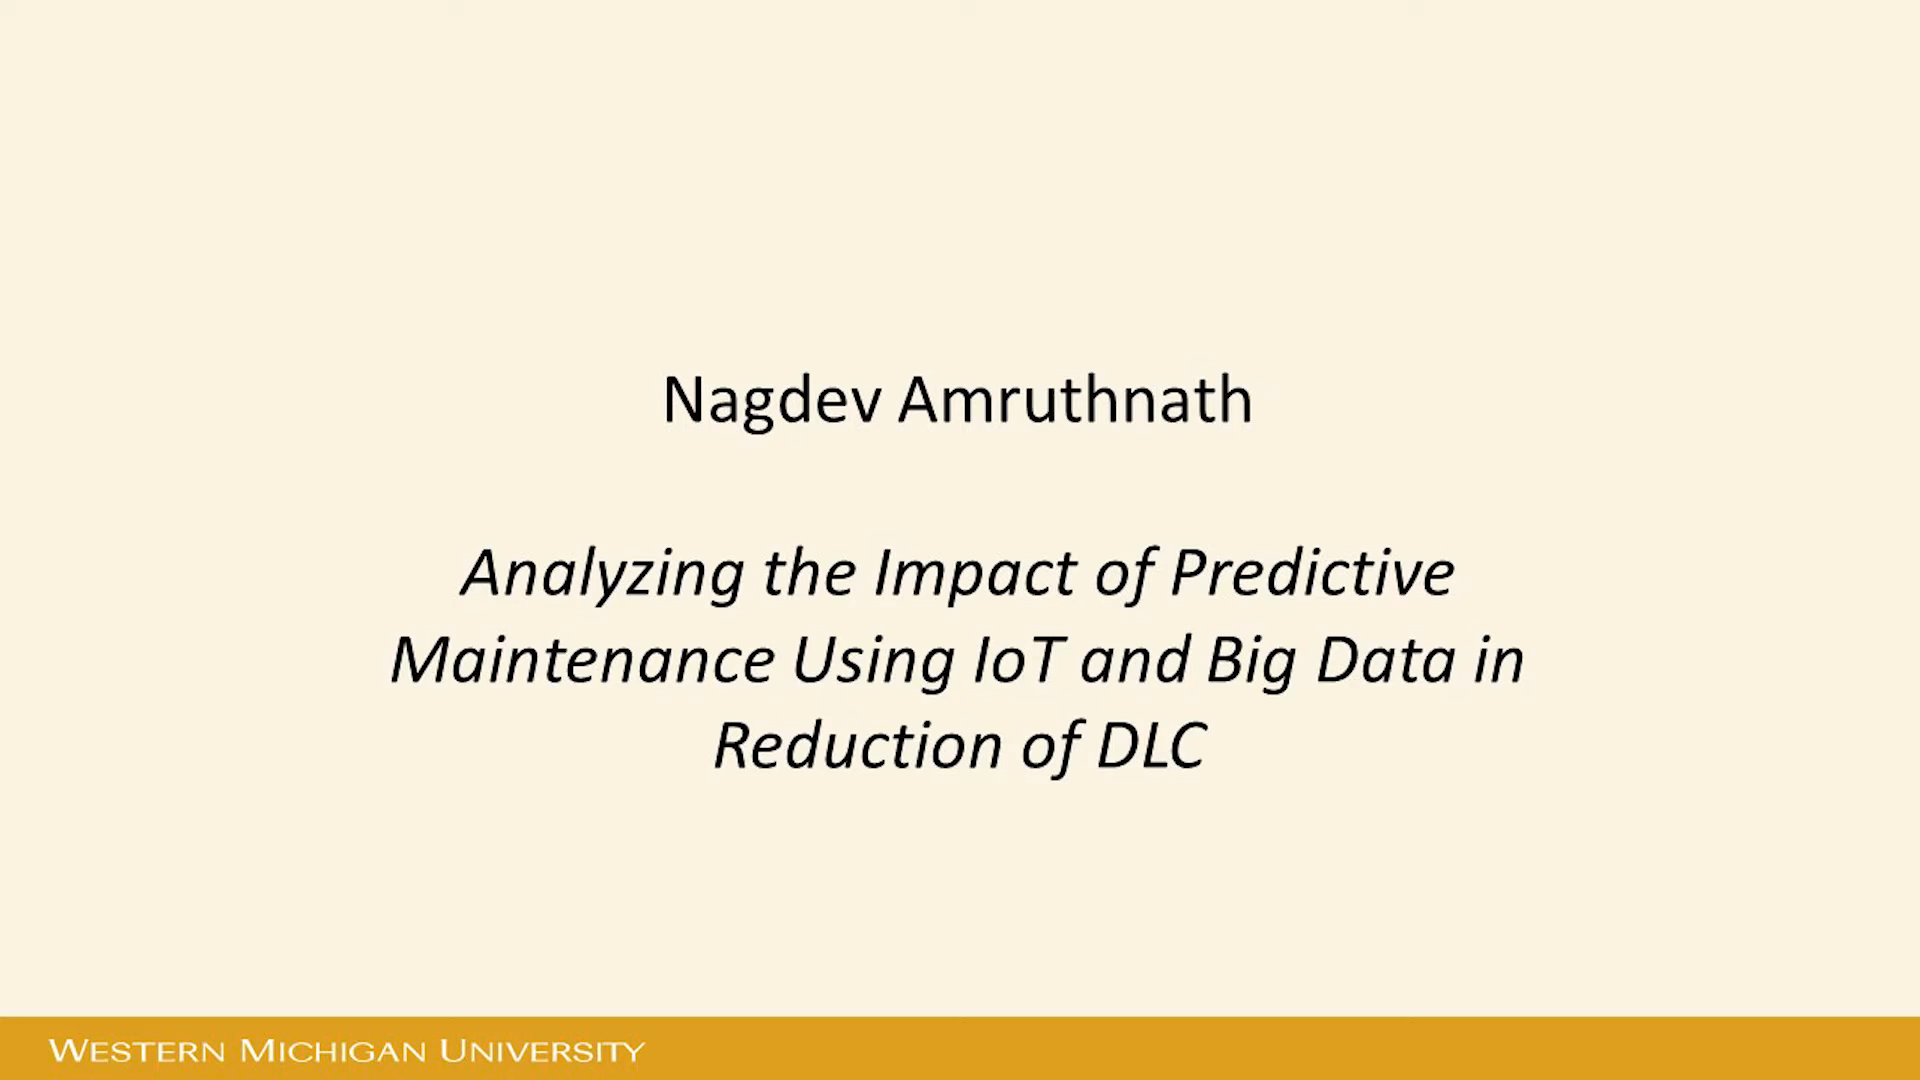 Nagdev Amruthnath
Analyzing the Impact of Predictive
Maintenance Using IoT and Big Data in
Reduction of DLC
WESTERN MICHIGAN UNIVERSITY